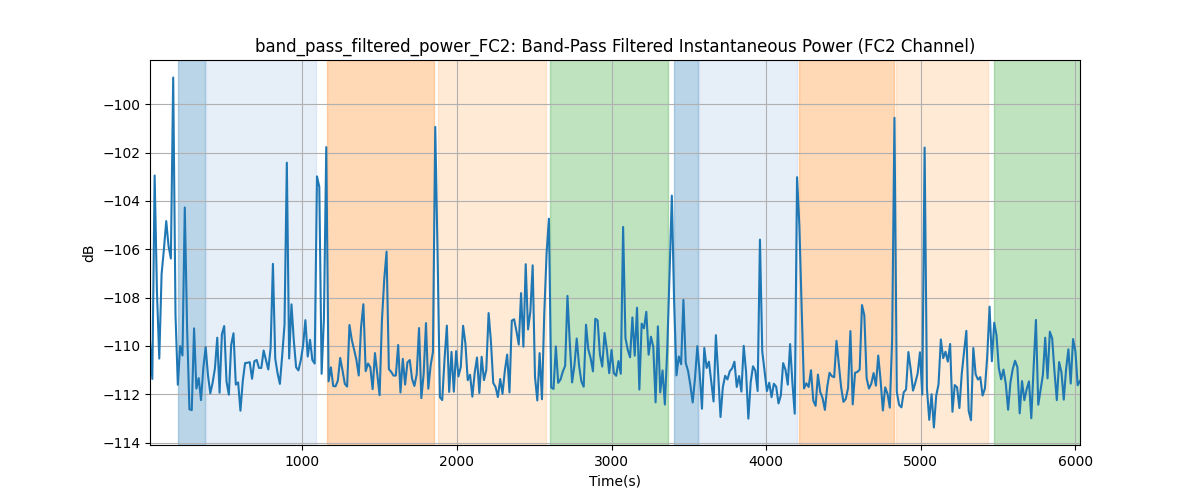 band_pass_filtered_power_FC2: Band-Pass Filtered Instantaneous Power (FC2 Channel)
−100
−102
−104
−106
−108
−110
−112
−114
dB
1000 2000 3000 4000 5000 6000
Time(s)